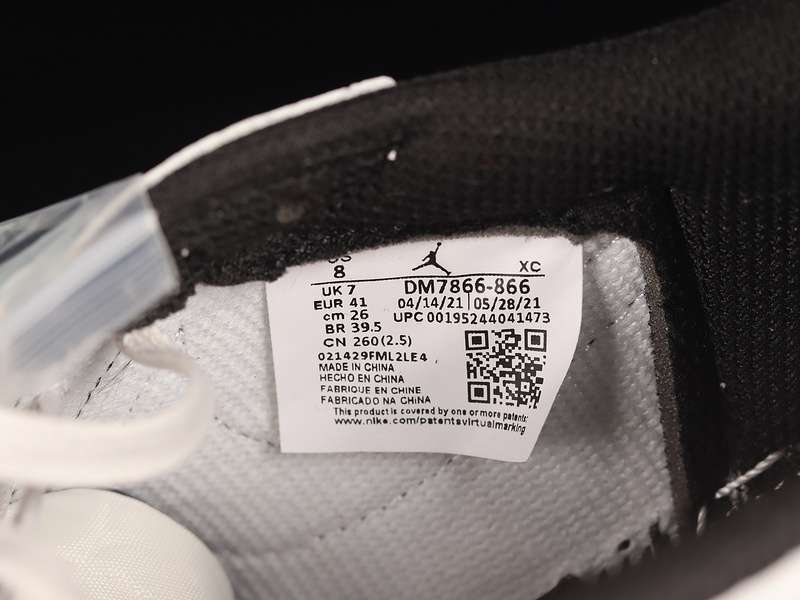 US
8
XC
UK 7
DM7866-866
EUR 41
04/14/21 05/28/21
cm 26
UPC 00195244041473
BR 39.5
CN 260(2.5)
021429FML2LE4
MADE IN CHINA
HECHO EN CHINA
FABRIQUE EN CHINE
FABRICADO NA CHINA
This product is covered by one or more patents:
www.nike.com/patentsvirtualmarking